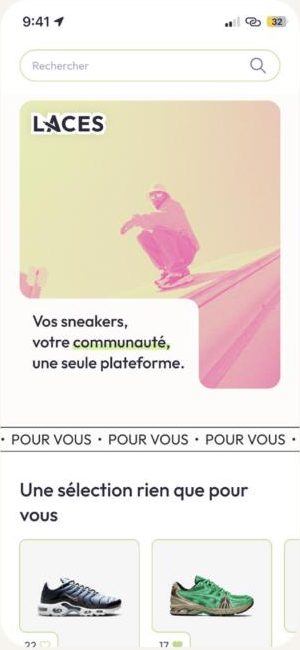 9:41
32
Rechercher
LACES
Vos sneakers,
votre communauté,
une seule plateforme.
• POUR VOUS • POUR VOUS • POUR VOUS •
Une sélection rien que pour
vous
22
17